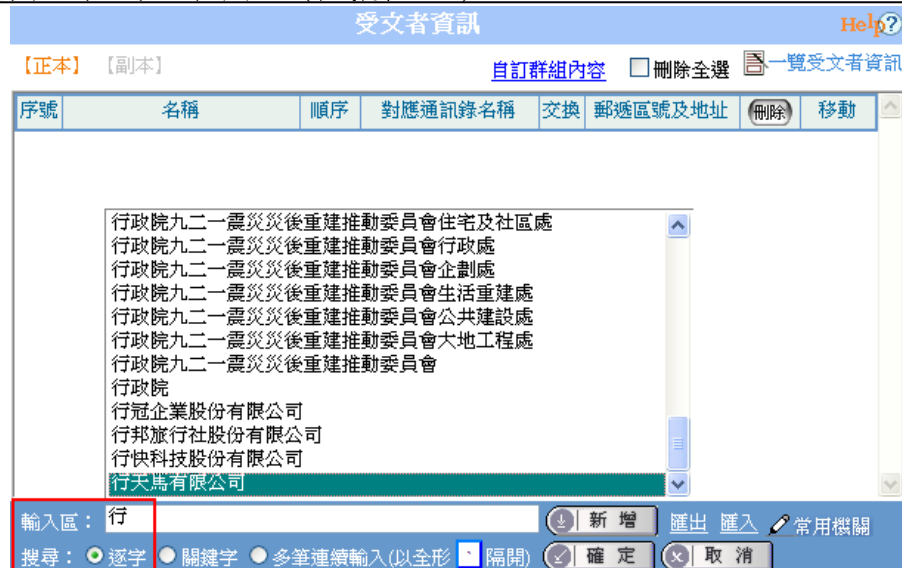 受文者資訊
Help?
【正本】 【副本】 自訂群組內容 刪除全選 一覽受文者資訊
序號 名稱 順序 對應通訊錄名稱 交換 郵遞區號及地址 刪除 移動
行政院九二一震災災後重建推動委員會住宅及社區處
行政院九二一震災災後重建推動委員會行政處
行政院九二一震災災後重建推動委員會企劃處
行政院九二一震災災後重建推動委員會生活重建處
行政院九二一震災災後重建推動委員會公共建設處
行政院九二一震災災後重建推動委員會大地工程處
行政院九二一震災災後重建推動委員會
行政院
行冠企業股份有限公司
行邦旅行社股份有限公司
行快科技股份有限公司
行天馬有限公司
輸入區： 行 新 增 匯出 匯入 常用機關
搜尋： 逐字 關鍵字 多筆連續輸入(以全形 、 隔開) 確 定 取 消